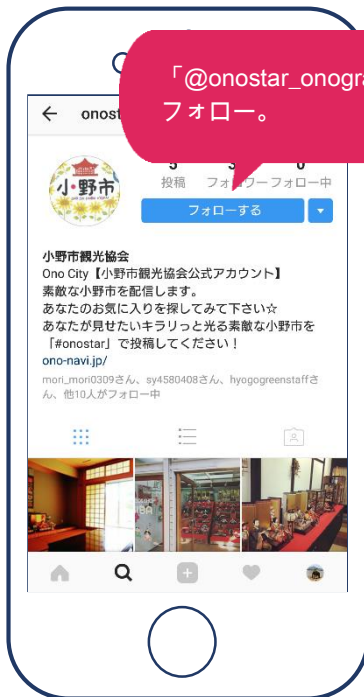 「@onostar_onogra
フォロー。
onost
小野市
5 3 0
投稿 フォロワー フォロー中
フォローする
小野市観光協会
Ono City【小野市観光協会公式アカウント】
素敵な小野市を配信します。
あなたのお気に入りを探してみて下さい☆
あなたが見せたいキラリっと光る素敵な小野市を
「#onostar」で投稿してください！
ono-navi.jp/
mori_mori0309さん、sy4580408さん、hyogogreenstaffさ
ん、他10人がフォロー中